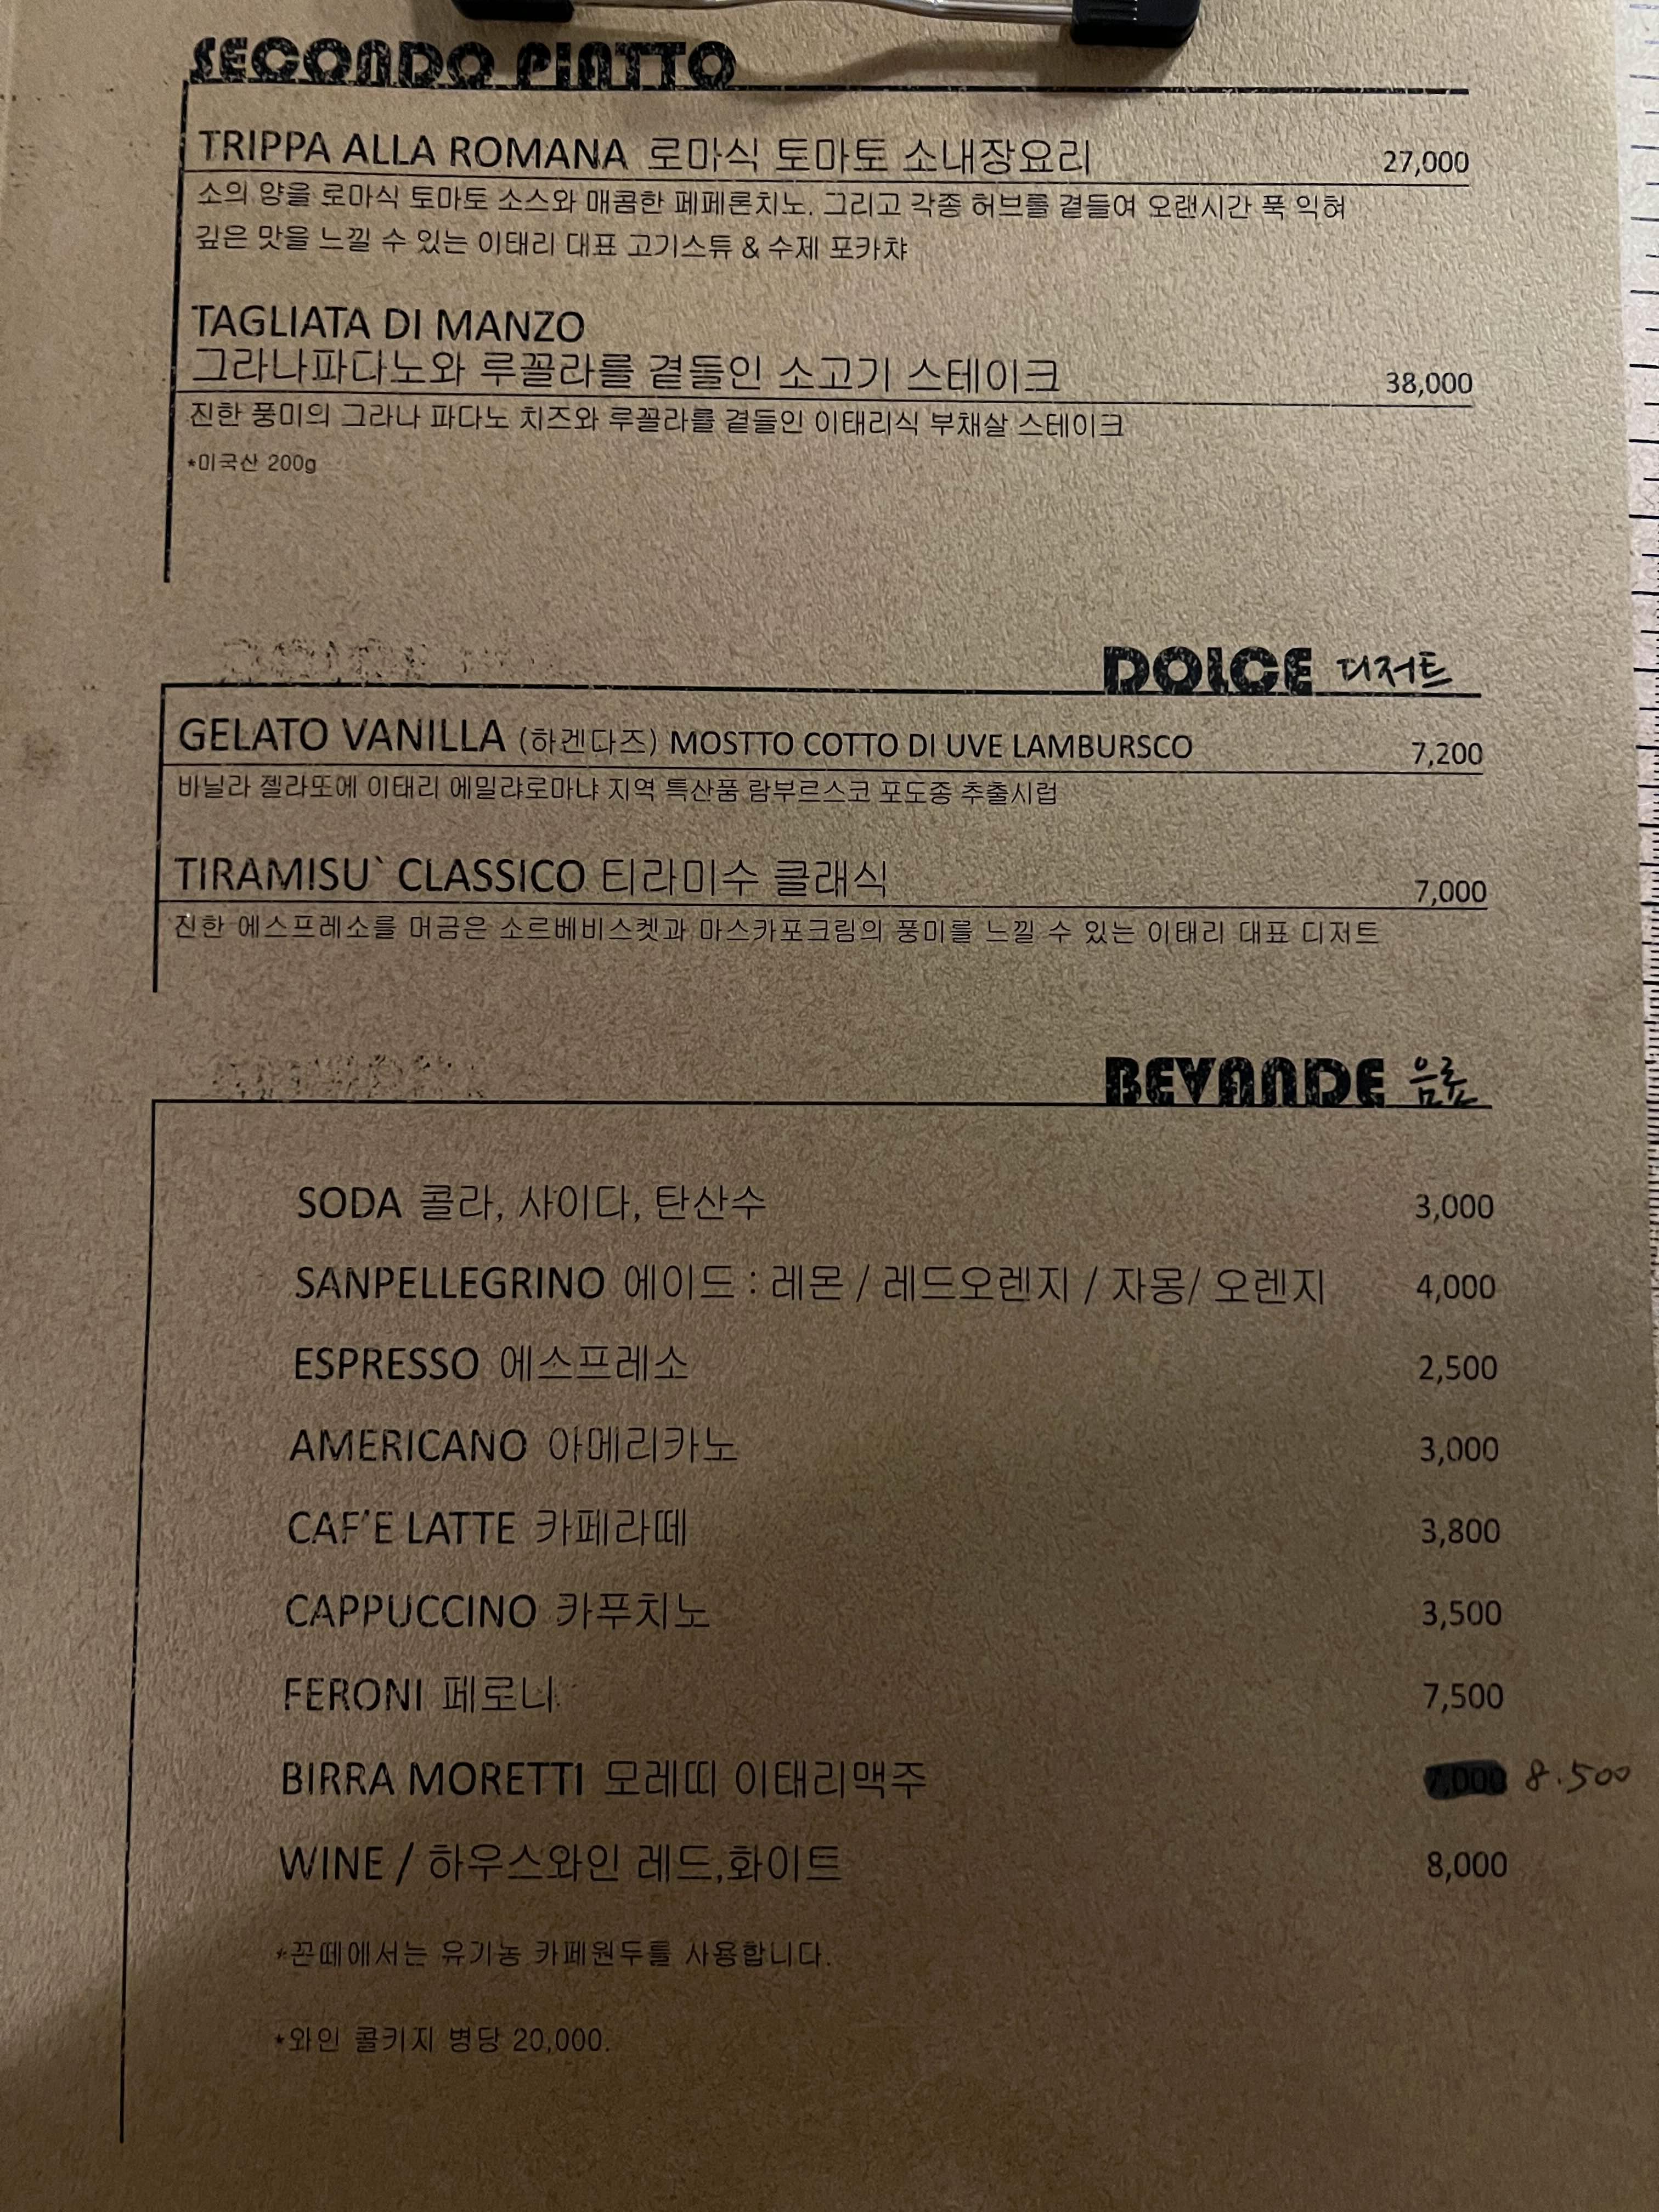 SECONDO PIATTO
TRIPPA ALLA ROMANA 로마식 토마토 소내장요리 27,000
소의 양을 로마식 토마토 소스와 매콤한 페페론치노, 그리고 각종 허브를 곁들여 오랜시간 푹 익혀
깊은 맛을 느낄 수 있는 이태리 대표 고기스튜 & 수제 포카챠
TAGLIATA DI MANZO
그라나파다노와 루꼴라를 곁들인 소고기 스테이크 38,000
진한 풍미의 그라나 파다노 치즈와 루꼴라를 곁들인 이태리식 부채살 스테이크
*미국산 200g
DOLCE 디저트
GELATO VANILLA (하겐다즈) MOSTTO COTTO DI UVE LAMBURSCO 7,200
바닐라 젤라또에 이태리 에밀랴로마냐 지역 특산품 람부르스코 포도종 추출시럽
TIRAMISU` CLASSICO 티라미수 클래식 7,000
진한 에스프레소를 머금은 소르베비스켓과 마스카포크림의 풍미를 느낄 수 있는 이태리 대표 디저트
BEVANDE 음료
SODA 콜라, 사이다, 탄산수 3,000
SANPELLEGRINO 에이드 : 레몬 / 레드오렌지 / 자몽/ 오렌지 4,000
ESPRESSO 에스프레소 2,500
AMERICANO 아메리카노 3,000
CAF'E LATTE 카페라떼 3,800
CAPPUCCINO 카푸치노 3,500
FERONI 페로니 7,500
BIRRA MORETTI 모레띠 이태리맥주 7,000 8.500
WINE / 하우스와인 레드,화이트 8,000
*꼰떼에서는 유기농 카페원두를 사용합니다.
*와인 콜키지 병당 20,000.